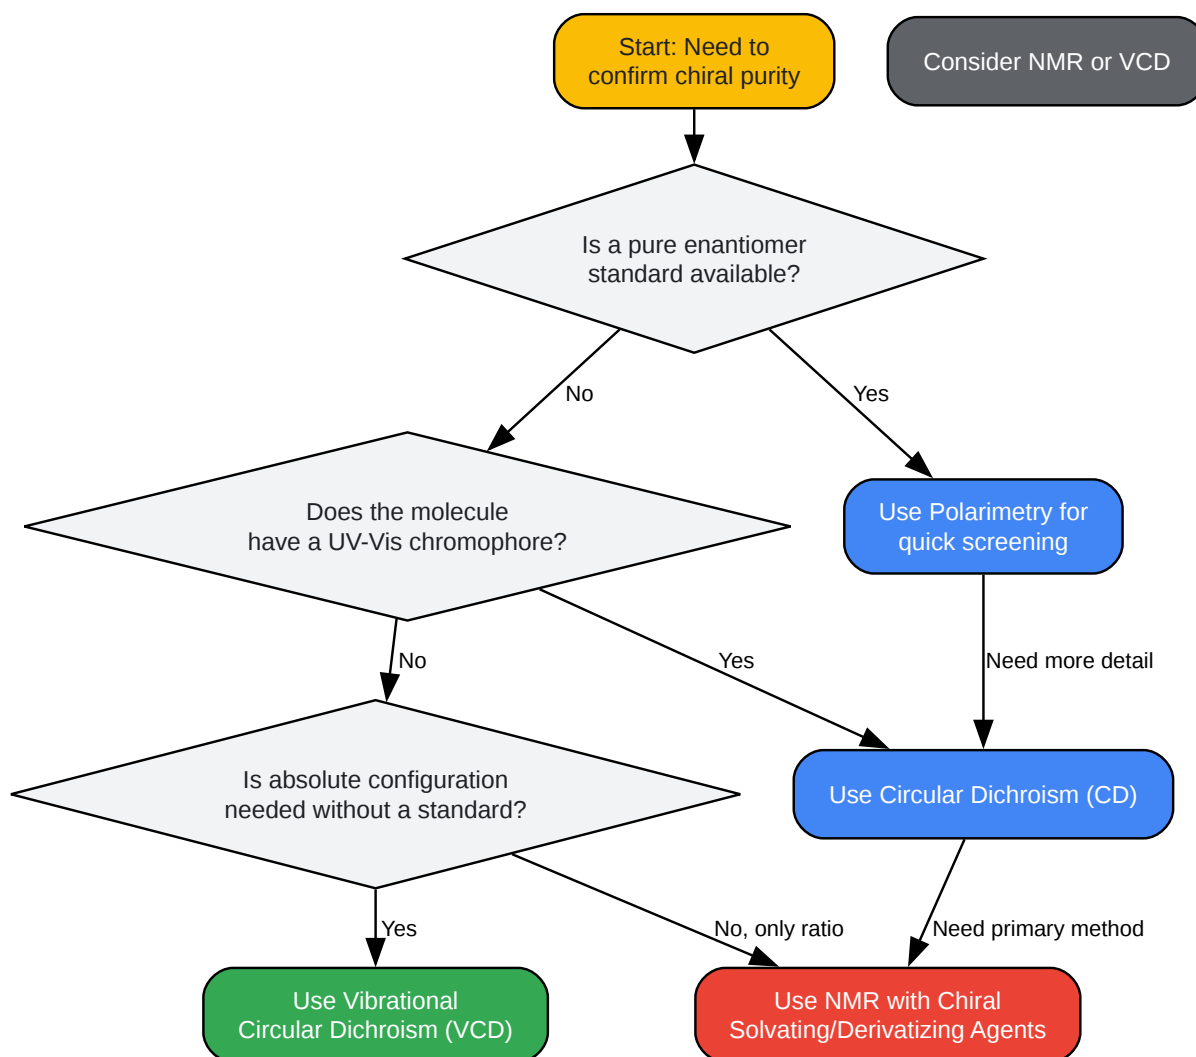 Start: Need to
confirm chiral purity
Consider NMR or VCD
Is a pure enantiomer
standard available?
No
Yes
Does the molecule
have a UV-Vis chromophore?
Use Polarimetry for
quick screening
No
Yes
Need more detail
Is absolute configuration
needed without a standard?
Use Circular Dichroism (CD)
Yes
No, only ratio
Need primary method
Use Vibrational
Circular Dichroism (VCD)
Use NMR with Chiral
Solvating/Derivatizing Agents